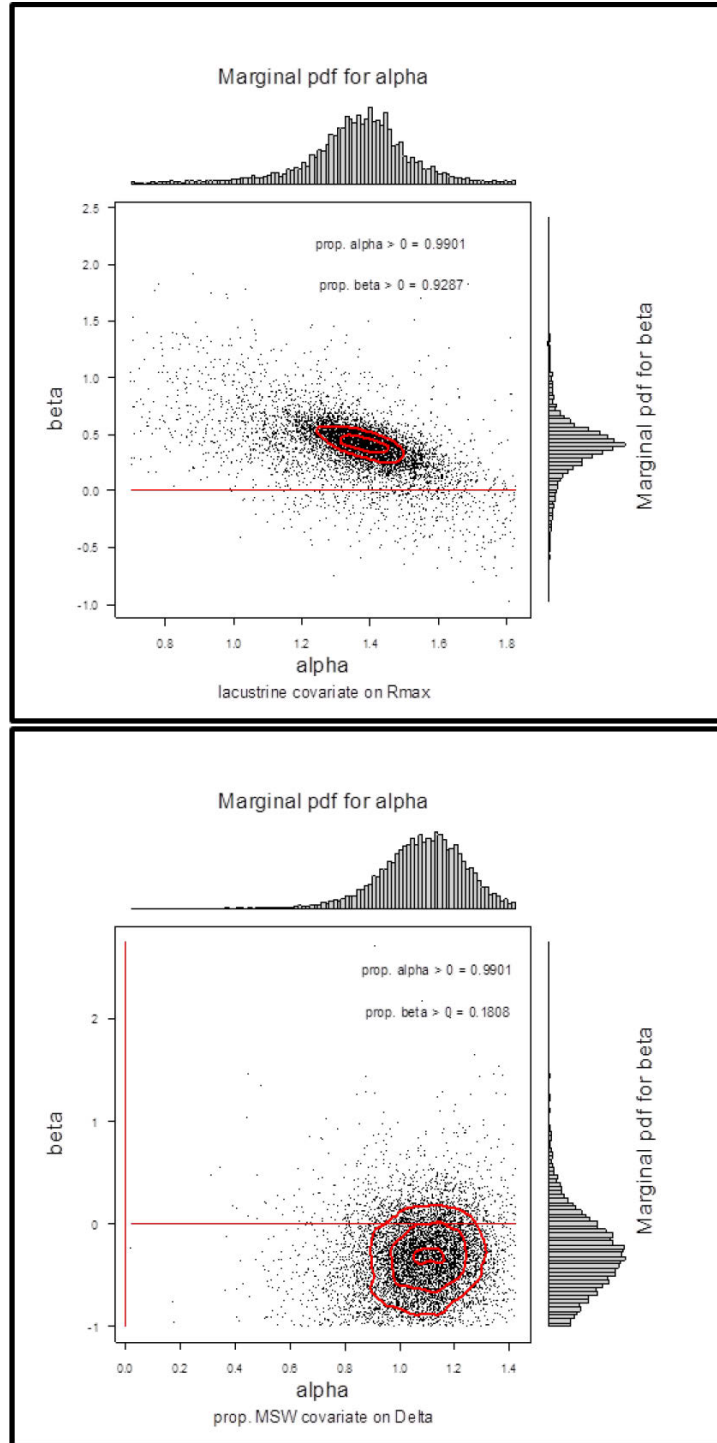 Marginal pdf for alpha
2.5
2.0
1.5
1.0
0.5
0.0
-0.5
-1.0
beta
prop. alpha > 0 = 0.9901
prop. beta > 0 = 0.9287
Marginal pdf for beta
0.8 1.0 1.2 1.4 1.6 1.8
alpha
lacustrine covariate on Rmax
Marginal pdf for alpha
2
1
0
-1
beta
prop. alpha > 0 = 0.9901
prop. beta > 0 = 0.1808
Marginal pdf for beta
0.0 0.2 0.4 0.6 0.8 1.0 1.2 1.4
alpha
prop. MSW covariate on Delta